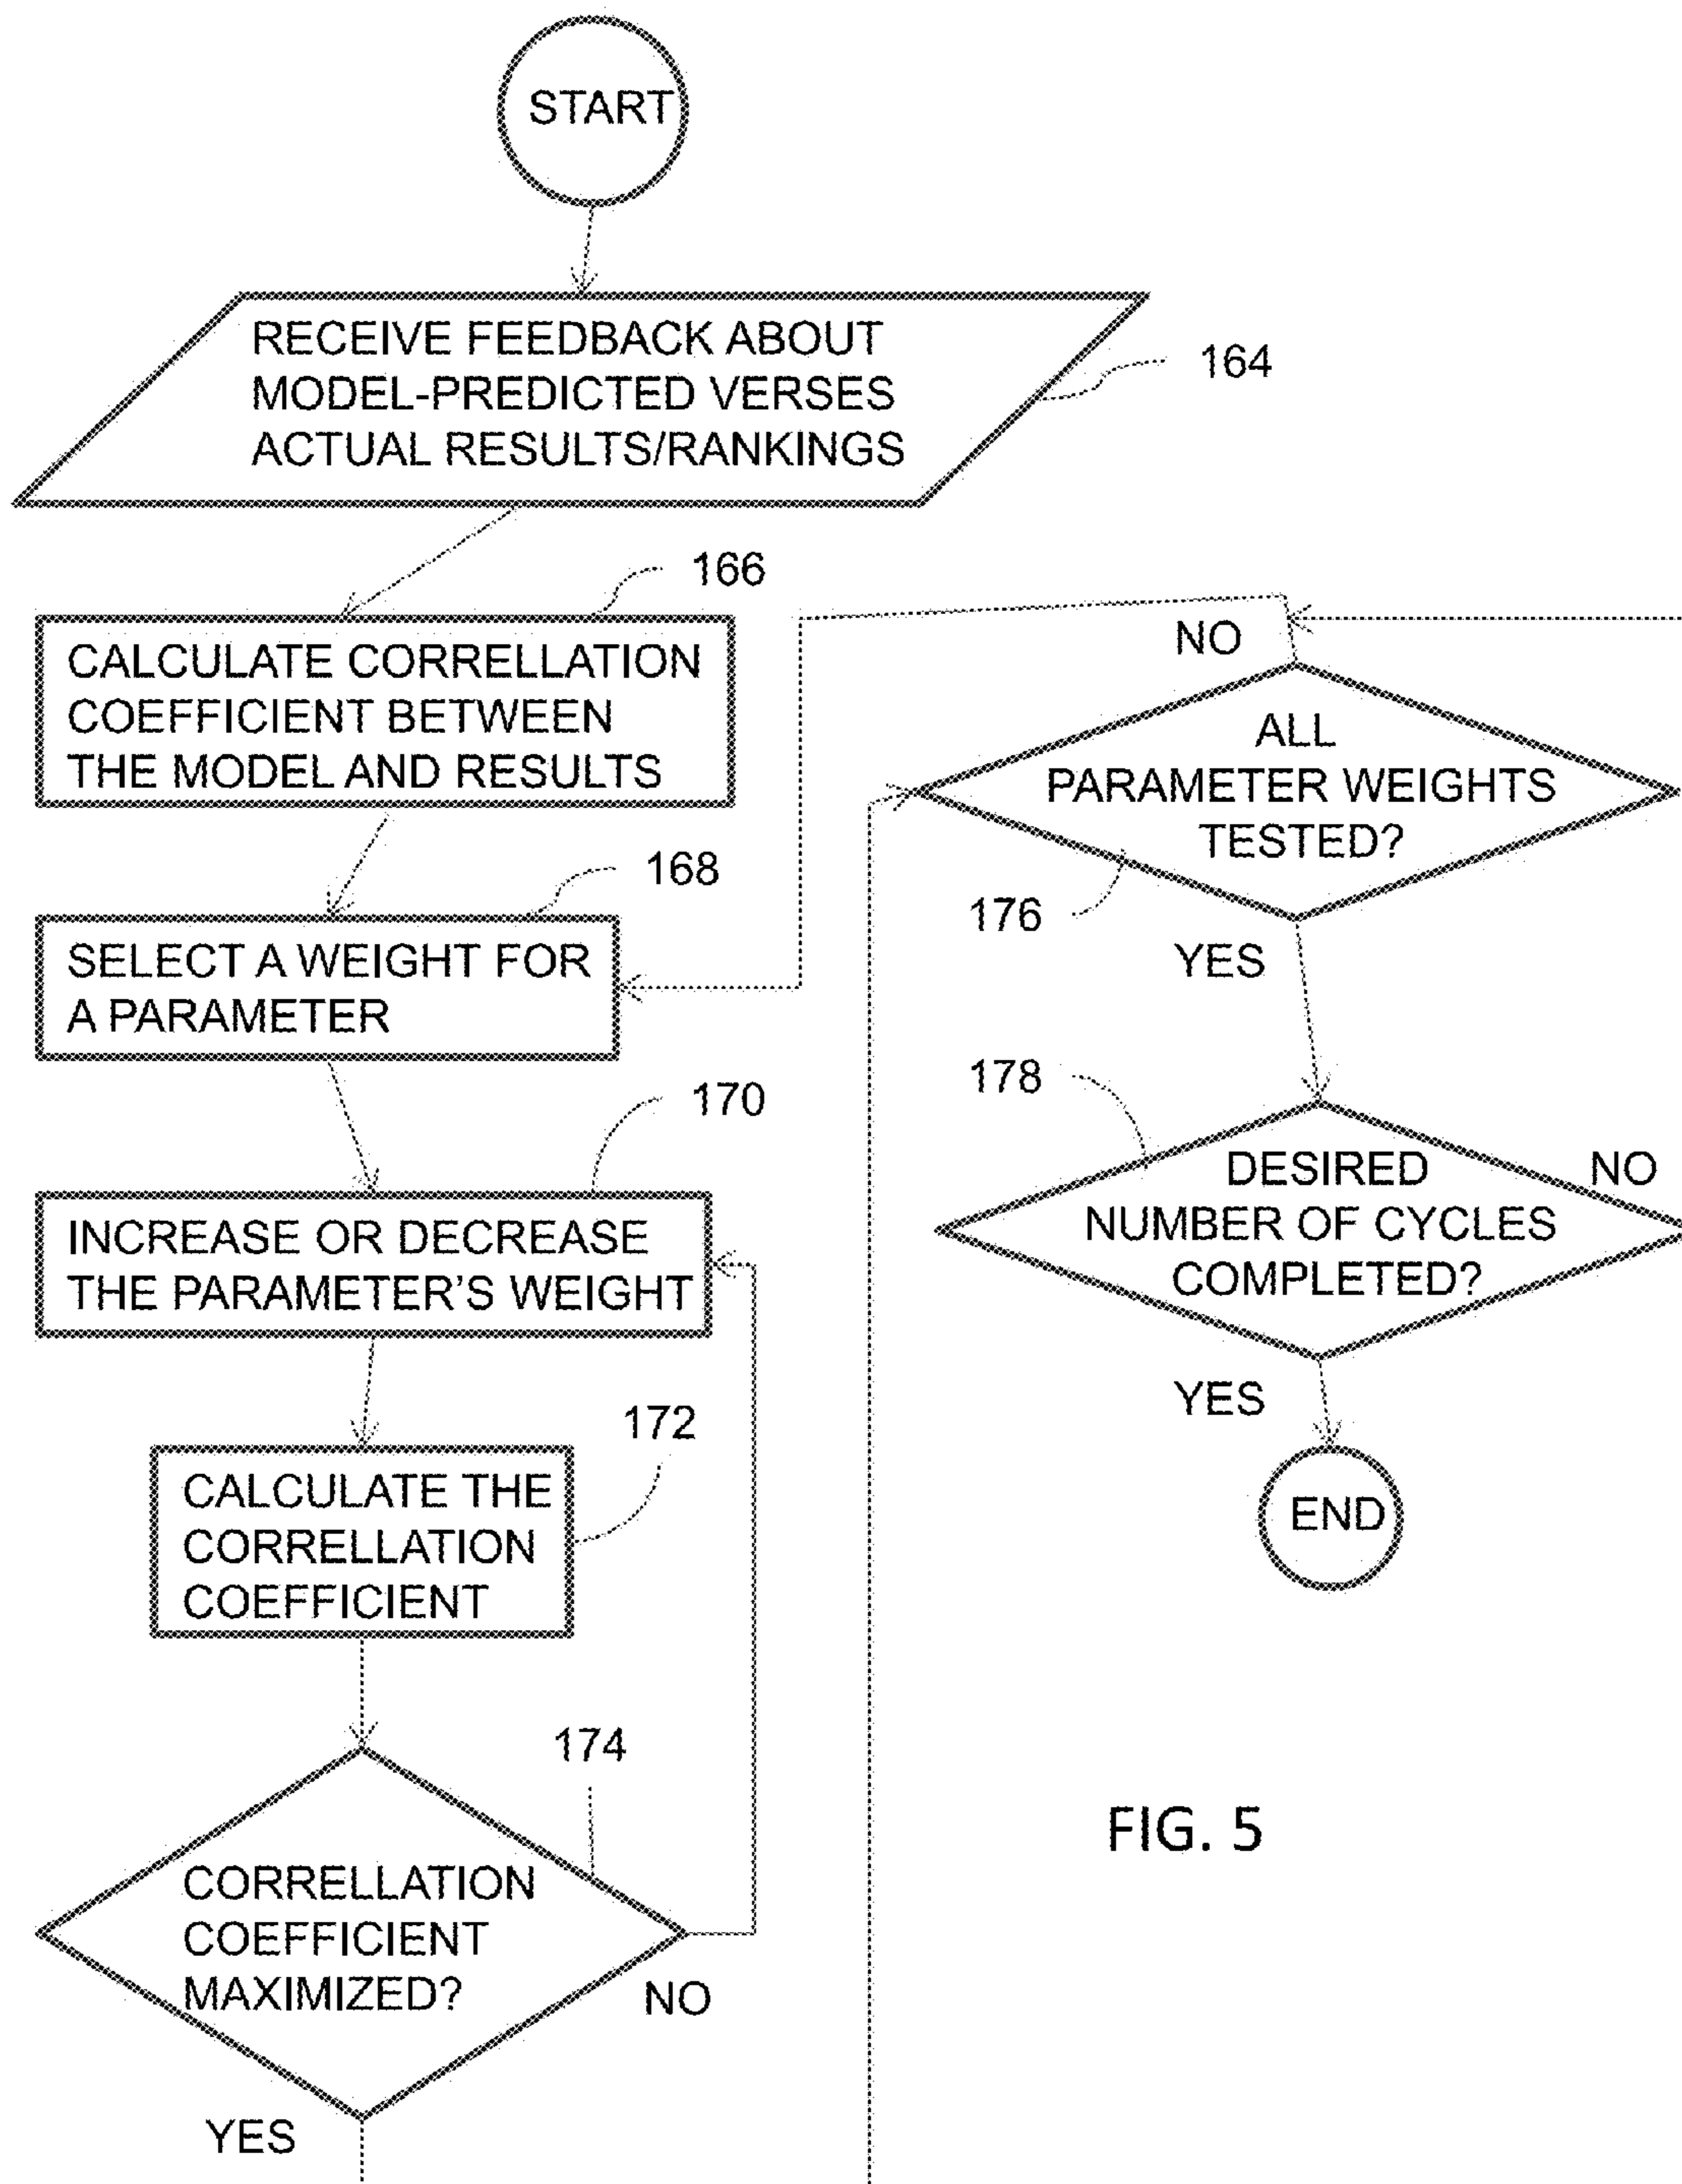 START
RECEIVE FEEDBACK ABOUT
MODEL-PREDICTED VERSES
ACTUAL RESULTS/RANKINGS
164
166
CALCULATE CORRELLATION
COEFFICIENT BETWEEN
THE MODEL AND RESULTS
168
SELECT A WEIGHT FOR
A PARAMETER
170
INCREASE OR DECREASE
THE PARAMETER'S WEIGHT
172
CALCULATE THE
CORRELLATION
COEFFICIENT
174
CORRELLATION
COEFFICIENT
MAXIMIZED?
NO
YES
NO
ALL
PARAMETER WEIGHTS
TESTED?
176
YES
178
DESIRED
NUMBER OF CYCLES
COMPLETED?
NO
YES
END
FIG. 5